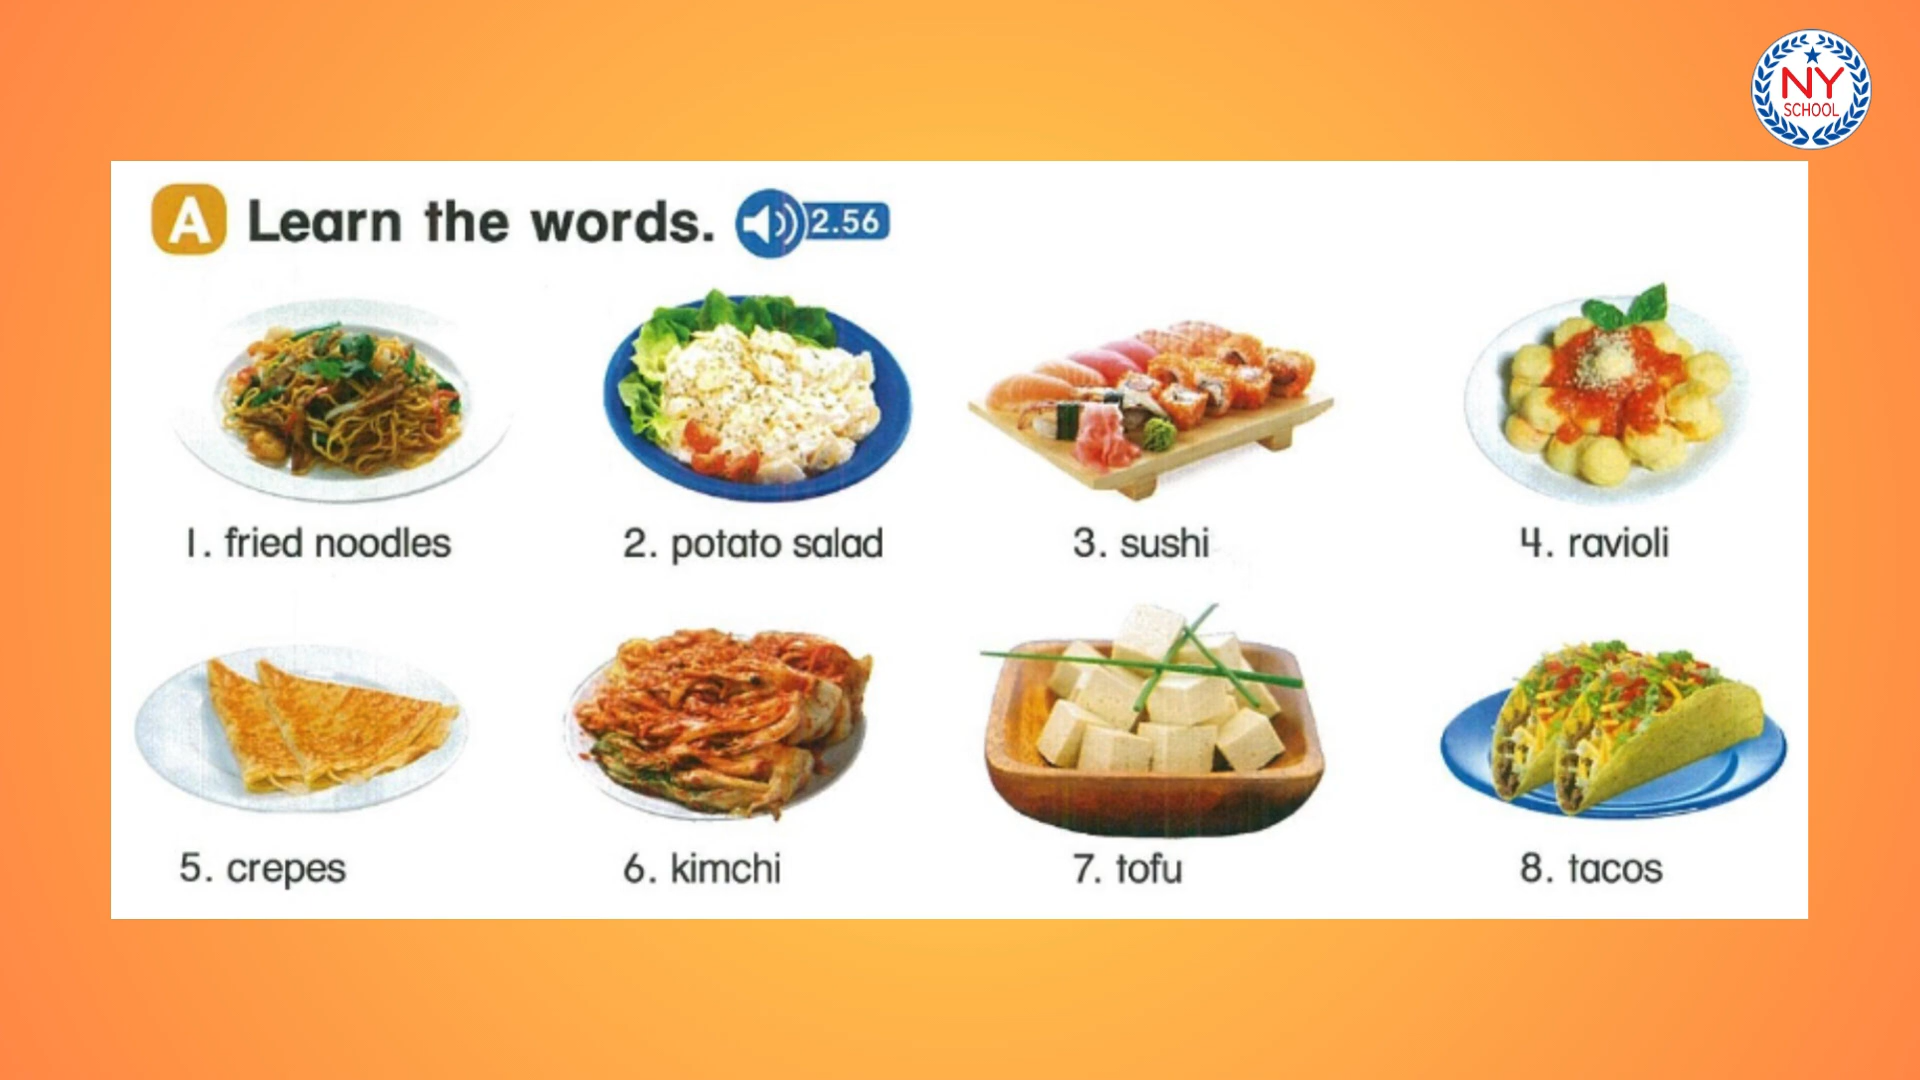 NY
SCHOOL
A Learn the words. 2.56
1. fried noodles
2. potato salad
3. sushi
4. ravioli
5. crepes
6. kimchi
7. tofu
8. tacos